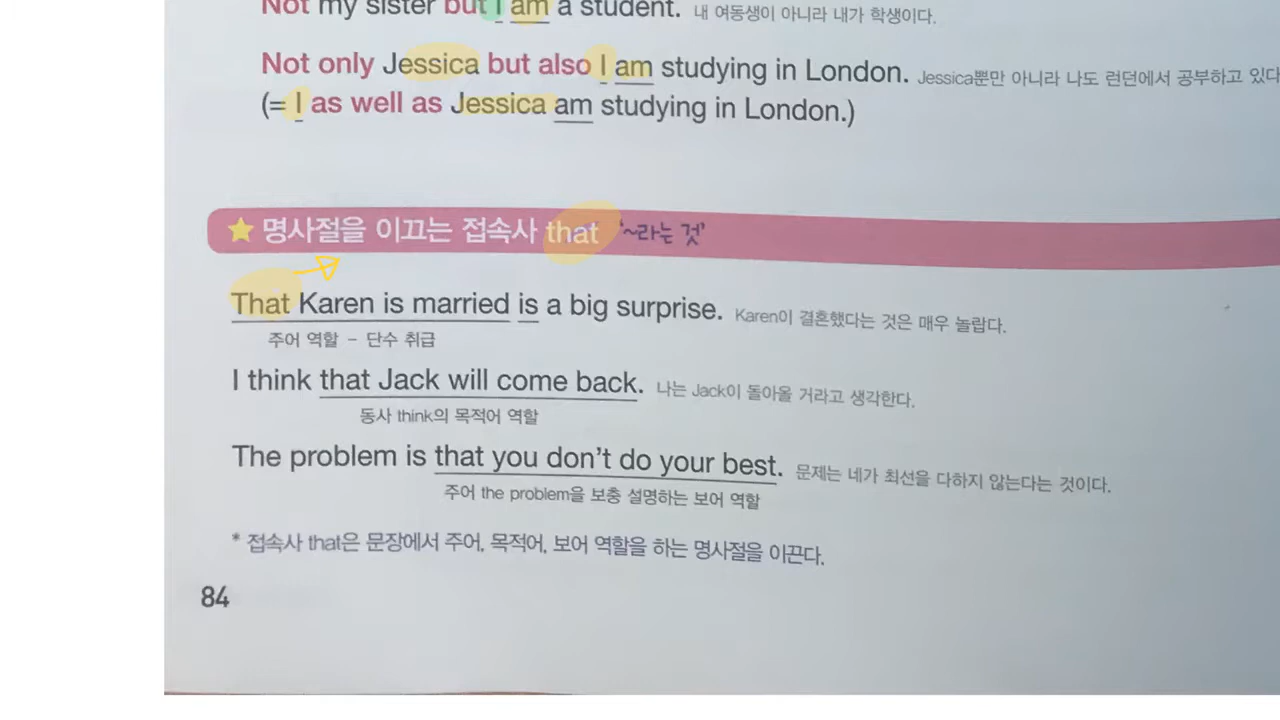 Not my sister but I am a student. 내 여동생이 아니라 내가 학생이다.
Not only Jessica but also I am studying in London. Jessica뿐만 아니라 나도 런던에서 공부하고 있다
(= I as well as Jessica am studying in London.)
명사절을 이끄는 접속사 that '~라는 것'
That Karen is married is a big surprise. Karen이 결혼했다는 것은 매우 놀랍다.
주어 역할 – 단수 취급
I think that Jack will come back. 나는 Jack이 돌아올 거라고 생각한다.
동사 think의 목적어 역할
The problem is that you don't do your best. 문제는 네가 최선을 다하지 않는다는 것이다.
주어 the problem을 보충 설명하는 보어 역할
* 접속사 that은 문장에서 주어, 목적어, 보어 역할을 하는 명사절을 이끈다.
84